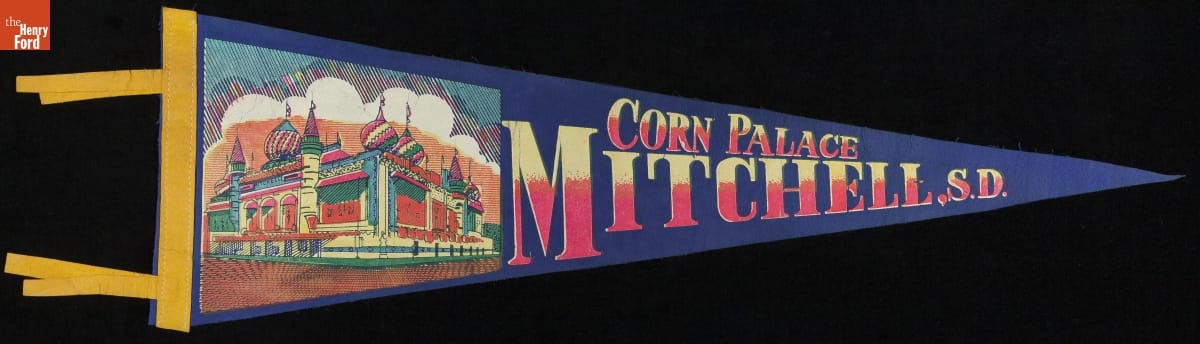 the
Henry
Ford
CORN PALACE
MITCHELL, S.D.